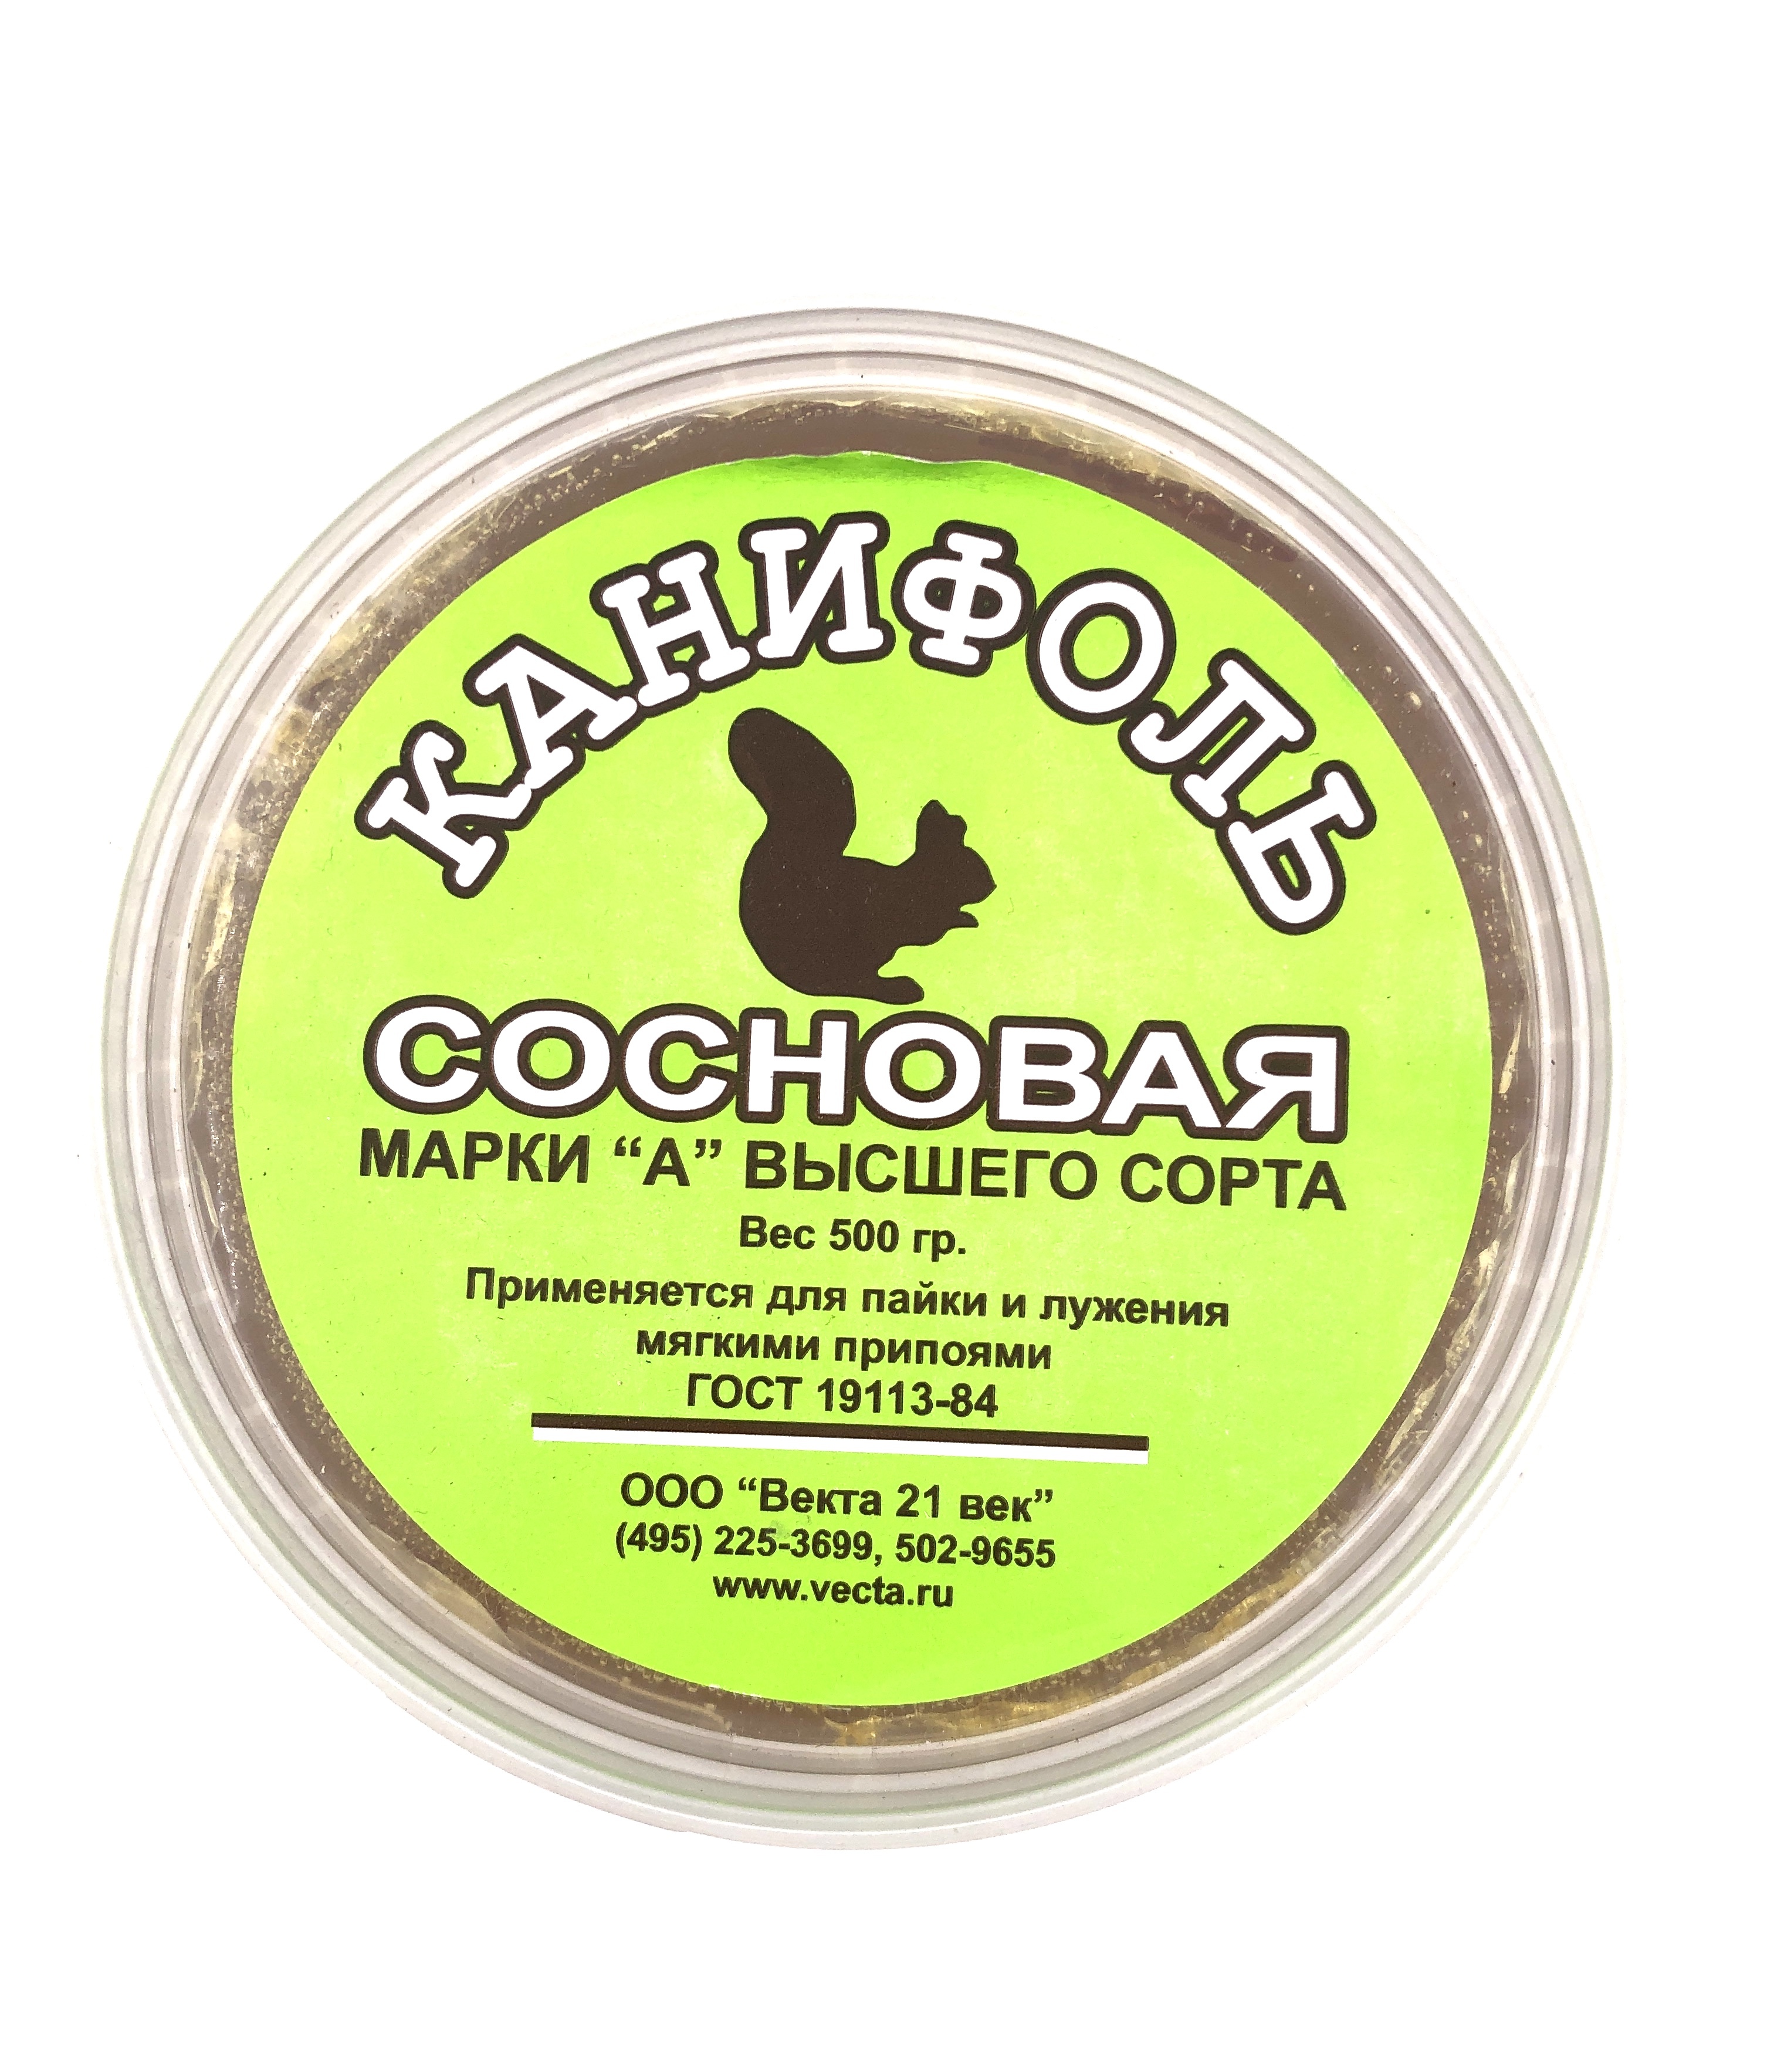 КАНИФОЛЬ
СОСНОВАЯ
МАРКИ “А” ВЫСШЕГО СОРТА
Вес 500 гр.
Применяется для пайки и лужения
мягкими припоями
ГОСТ 19113-84
ООО “Векта 21 век”
(495) 225-3699, 502-9655
www.vecta.ru